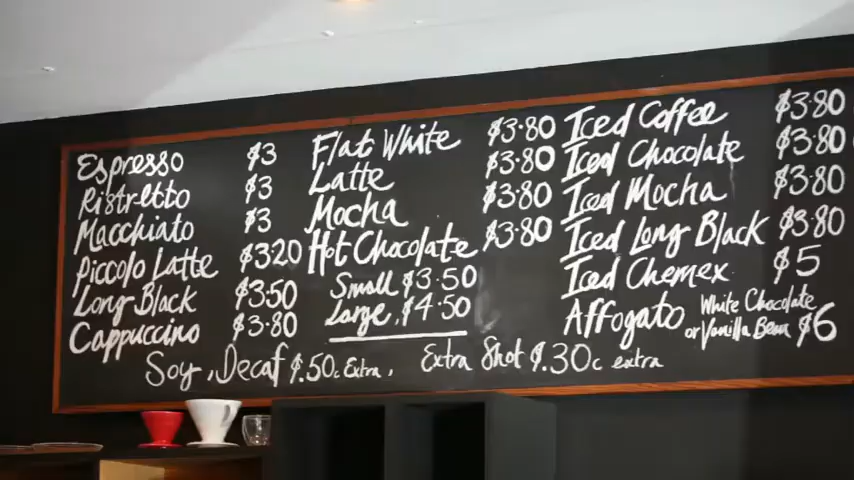 Espresso $3
Ristretto $3
Macchiato $3
Piccolo Latte $3.20
Long Black $3.50
Cappuccino $3.80
Flat White $3.80
Latte $3.80
Mocha $3.80
Hot Chocolate $3.80
Small $3.50
Large $4.50
Iced Coffee $3.80
Iced Chocolate $3.80
Iced Mocha $3.80
Iced Long Black $3.80
Iced Chemex $5
Affogato White Chocolate
or Vanilla Bean $6
Soy, Decaf $.50c Extra, Extra Shot $.30c extra